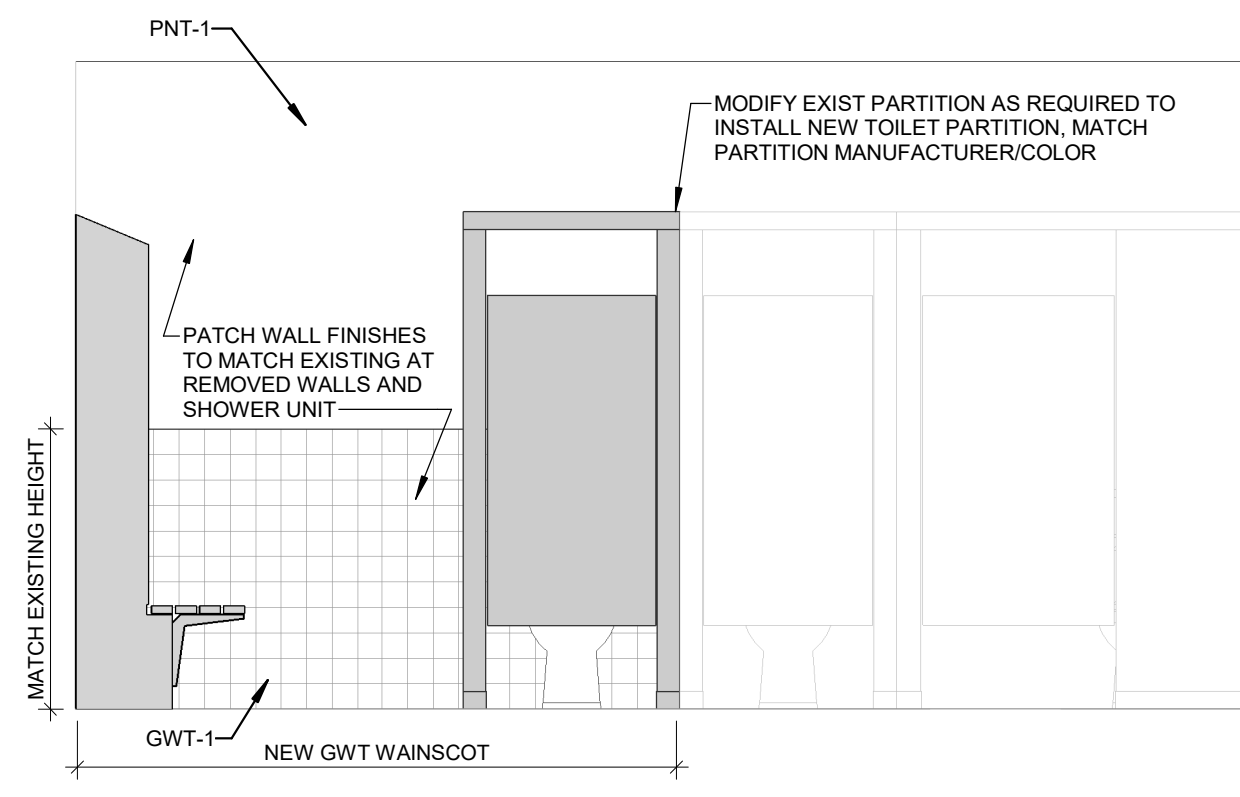 PNT-1
MODIFY EXIST PARTITION AS REQUIRED TO
INSTALL NEW TOILET PARTITION, MATCH
PARTITION MANUFACTURER/COLOR
PATCH WALL FINISHES
TO MATCH EXISTING AT
REMOVED WALLS AND
SHOWER UNIT
MATCH EXISTING HEIGHT
GWT-1
NEW GWT WAINSCOT